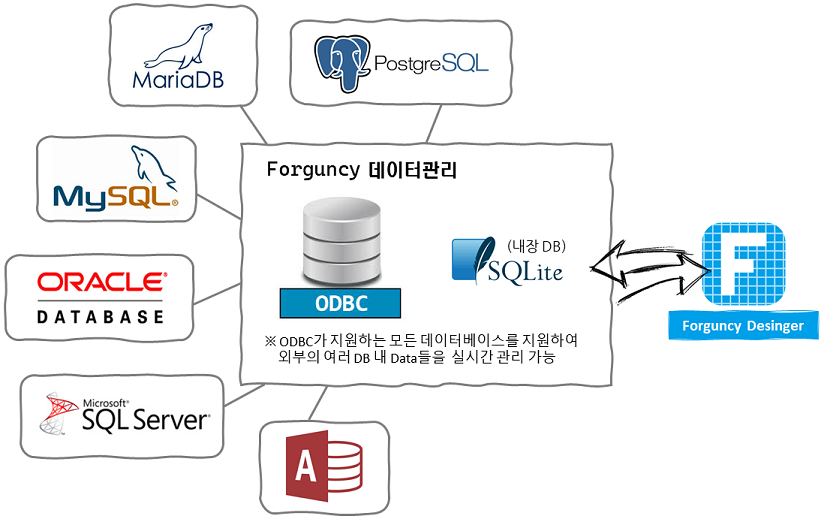 MariaDB
PostgreSQL
Forguncy 데이터관리
MySQL®
(내장 DB)
SQLite
ORACLE®
DATABASE
ODBC
Forguncy Desinger
※ ODBC가 지원하는 모든 데이터베이스를 지원하여
외부의 여러 DB 내 Data들을 실시간 관리 가능
Microsoft®
SQL Server®
A